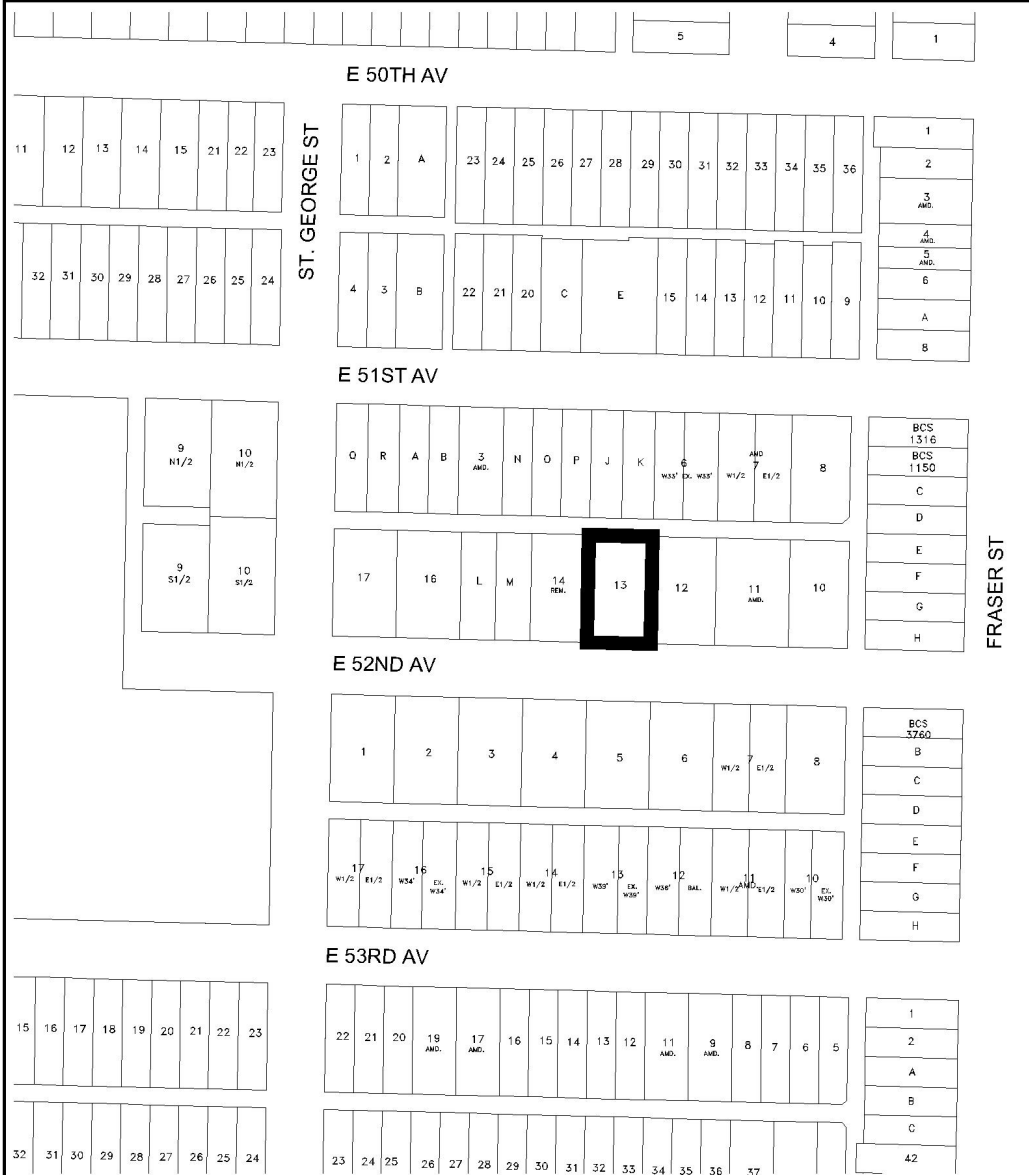 5 4 1
E 50TH AV
11 12 13 14 15 21 22 23
ST. GEORGE ST
1 2 A
23 24 25 26 27 28 29 30 31 32 33 34 35 36
1
2
3
AMD.
4
AMD.
5
AMD.
6
A
8
32 31 30 29 28 27 26 25 24
4 3 B
22 21 20 C E 15 14 13 12 11 10 9
E 51ST AV
9
N1/2
10
N1/2
9
S1/2
10
S1/2
Q R A B 3 N O P J K 6 7 8
AMD.
W33' EX. W33'
AMD
W1/2 E1/2
BCS
1316
BCS
1150
C
D
E
F
G
H
FRASER ST
17 16 L M 14 13 12 11 10
REM.
AMD.
E 52ND AV
1 2 3 4 5 6 7 8
W1/2 E1/2
BCS
3760
B
C
D
E
F
G
H
17 16 15 14 13 12 11 10
W1/2 E1/2 W34' EX. W34' W1/2 E1/2 W1/2 E1/2 W39' EX. W39' W36' BAL. W1/2 AMD. E1/2 W30' EX. W30'
E 53RD AV
15 16 17 18 19 20 21 22 23
22 21 20 19 17 16 15 14 13 12 11 9 8 7 6 5
AMD. AMD. AMD. AMD.
1
2
A
B
C
42
32 31 30 29 28 27 26 25 24
23 24 25 26 27 28 29 30 31 32 33 34 35 36 37